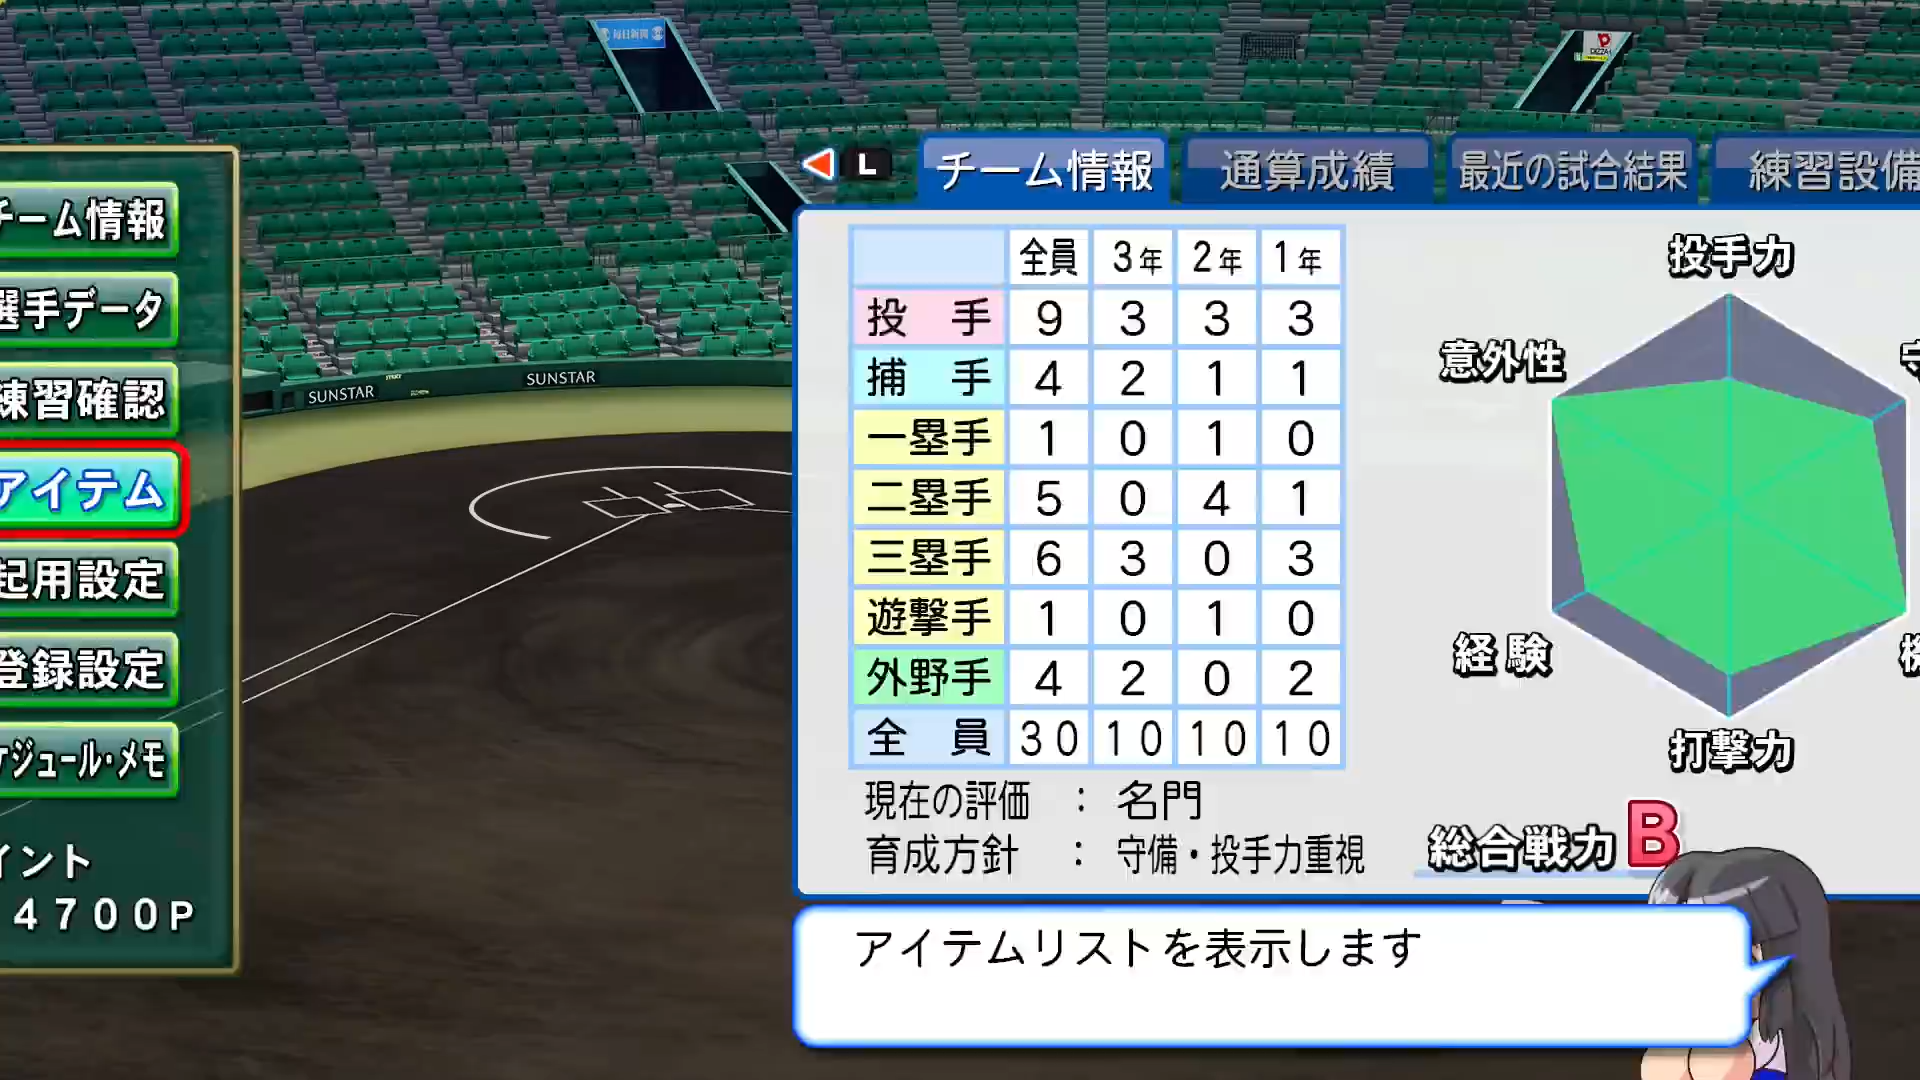 毎日新聞
L
チーム情報
通算成績
最近の試合結果
練習設備
チーム情報
選手データ
練習確認
アイテム
起用設定
登録設定
ケジュール・メモ
イント
4700P
SUNSTAR
SUNSTAR
全員 3年 2年 1年
投手 9 3 3 3
捕手 4 2 1 1
一塁手 1 0 1 0
二塁手 5 0 4 1
三塁手 6 3 0 3
遊撃手 1 0 1 0
外野手 4 2 0 2
全員 30 10 10 10
現在の評価 : 名門
育成方針 : 守備・投手力重視
投手力
意外性
経験
打撃力
総合戦力 B
アイテムリストを表示します